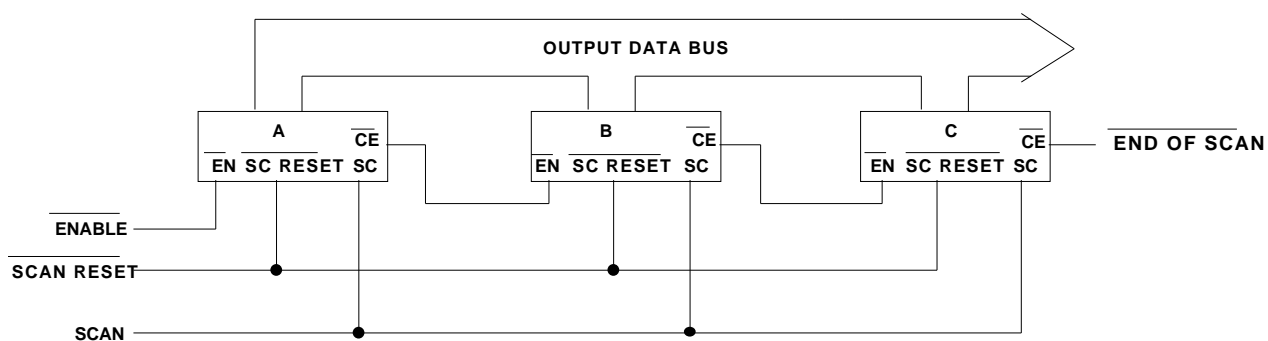 OUTPUT DATA BUS
A
B
C
CE
CE
CE
END OF SCAN
EN SC RESET SC
EN SC RESET SC
EN SC RESET SC
ENABLE
SCAN RESET
SCAN